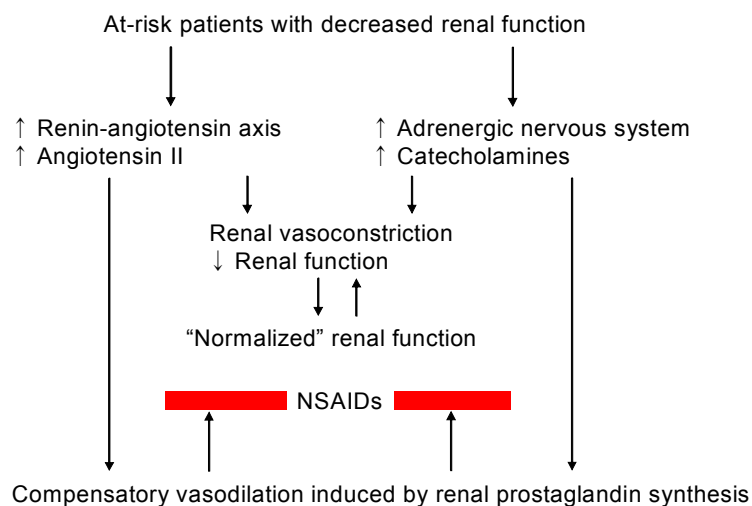 At-risk patients with decreased renal function
↑ Renin-angiotensin axis
↑ Angiotensin II
↑ Adrenergic nervous system
↑ Catecholamines
Renal vasoconstriction
↓ Renal function
“Normalized” renal function
NSAIDs
Compensatory vasodilation induced by renal prostaglandin synthesis